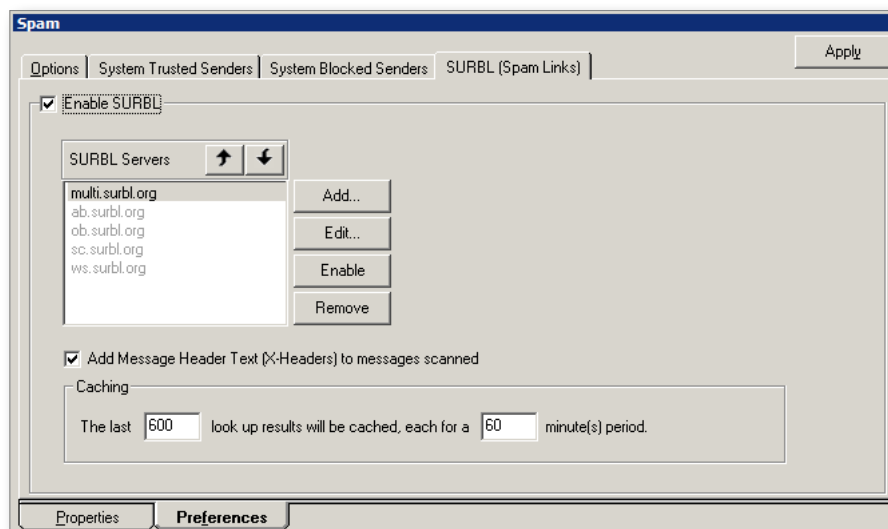 Spam
Apply
Options System Trusted Senders System Blocked Senders SURBL (Spam Links)
Enable SURBL
SURBL Servers
multi.surbl.org
ab.surbl.org
ob.surbl.org
sc.surbl.org
ws.surbl.org
Add...
Edit...
Enable
Remove
Add Message Header Text (X-Headers) to messages scanned
Caching
The last 600 look up results will be cached, each for a 60 minute(s) period.
Properties Preferences